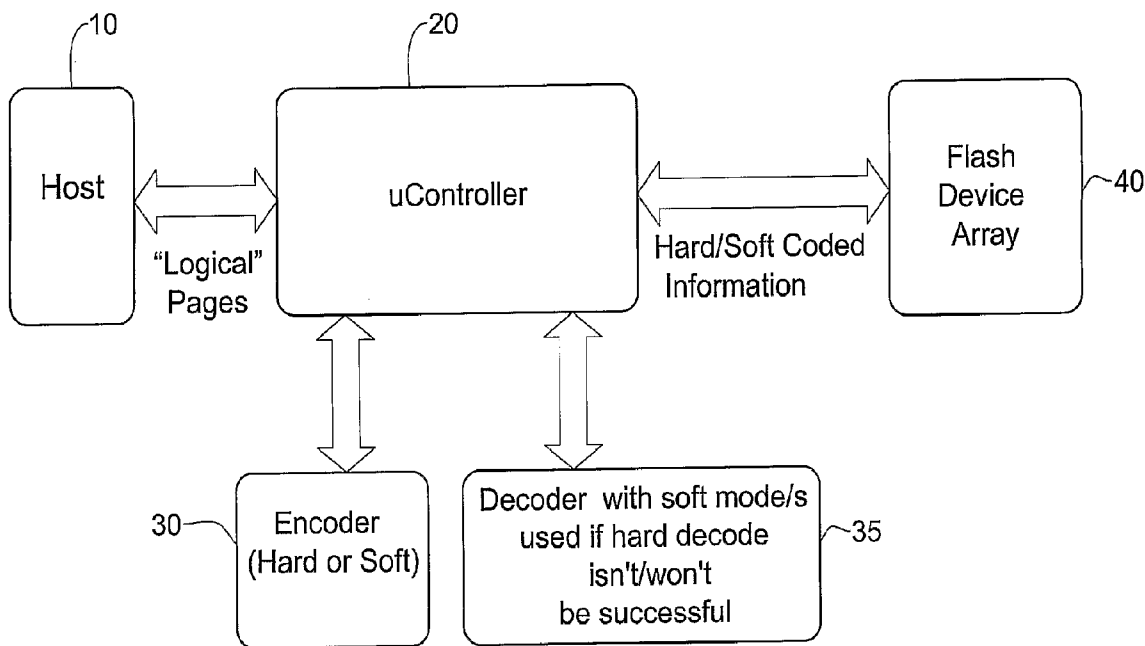 10
20
Host
uController
Flash
Device
Array
40
"Logical"
Pages
Hard/Soft Coded
Information
30
Encoder
(Hard or Soft)
Decoder with soft mode/s
used if hard decode
isn't/won't
be successful
35